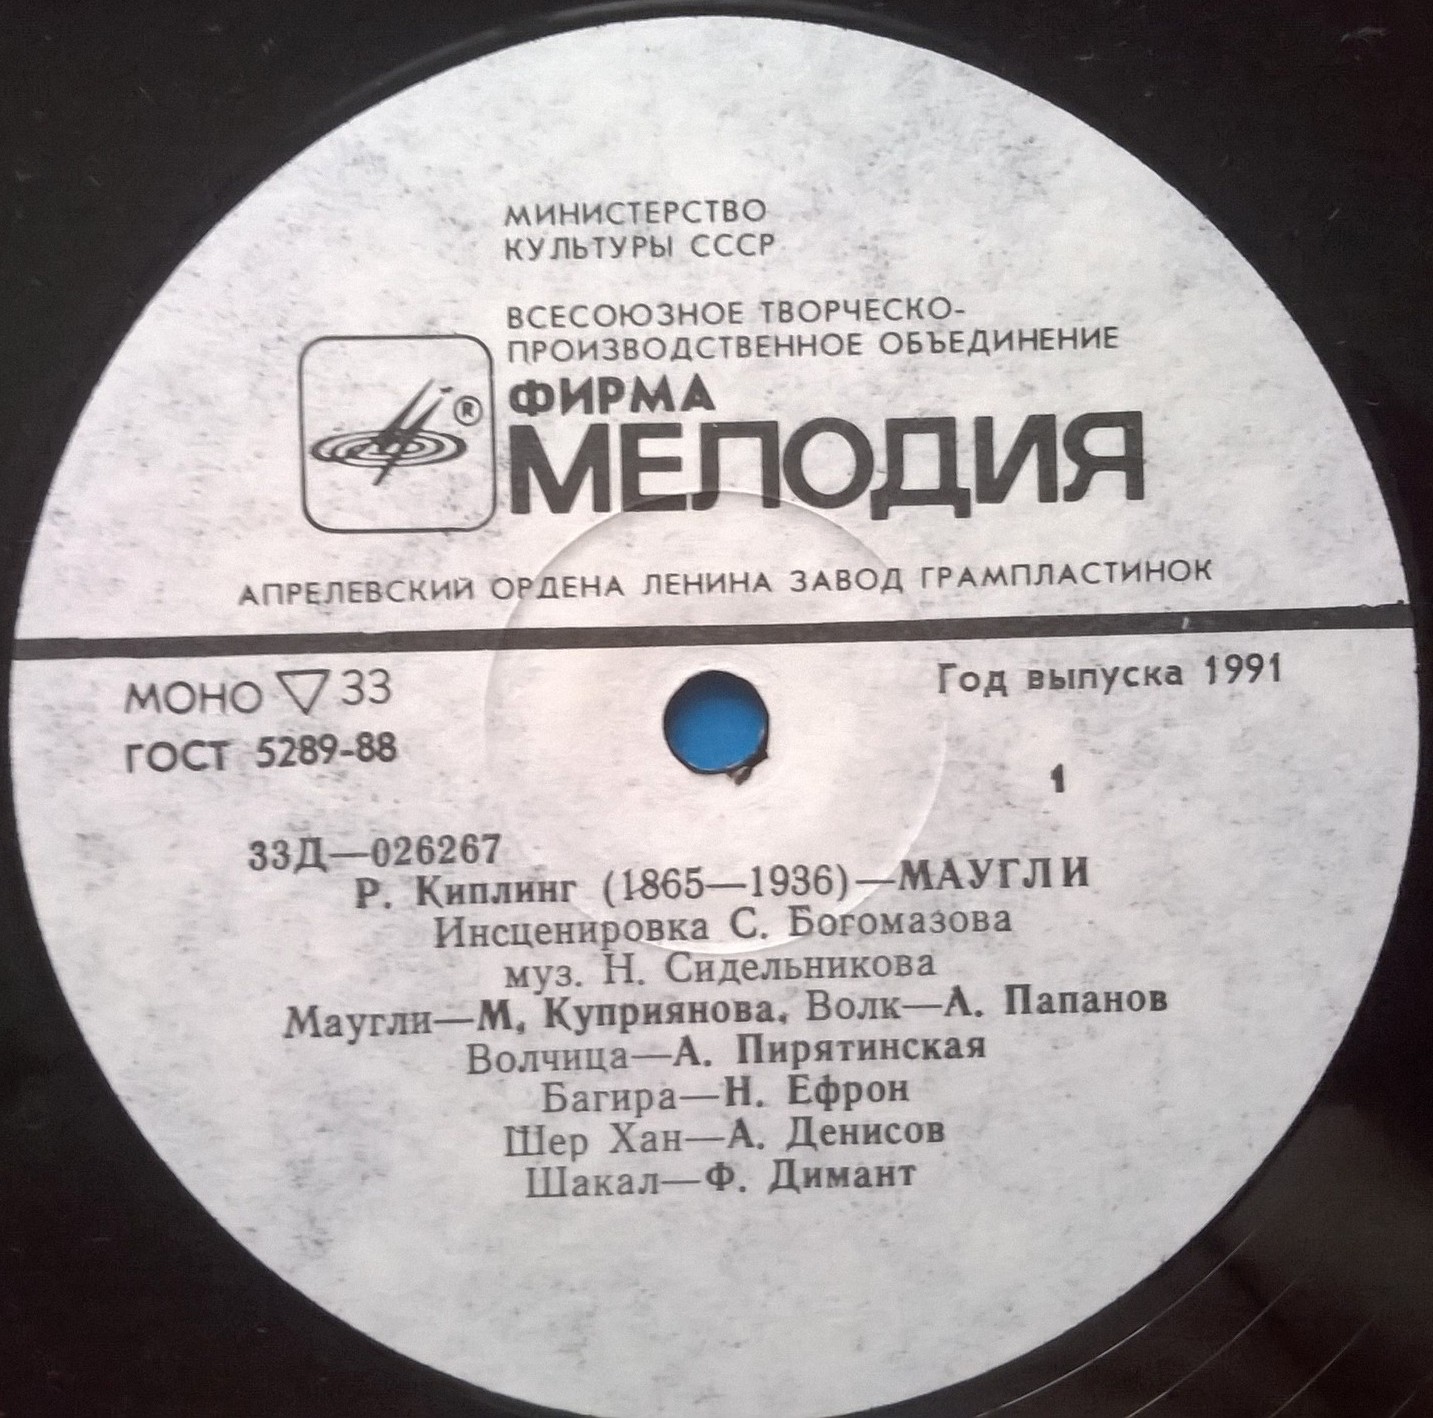 МИНИСТЕРСТВО
КУЛЬТУРЫ СССР
ВСЕСОЮЗНОЕ ТВОРЧЕСКО-
ПРОИЗВОДСТВЕННОЕ ОБЪЕДИНЕНИЕ
ФИРМА
®
МЕЛОДИЯ
АПРЕЛЕВСКИЙ ОРДЕНА ЛЕНИНА ЗАВОД ГРАМПЛАСТИНОК
МОНО ▽ 33
Год выпуска 1991
ГОСТ 5289-88
1
33Д—026267
Р. Киплинг (1865—1936)—МАУГЛИ
Инсценировка С. Богомазова
муз. Н. Сидельникова
Маугли—М. Куприянова, Волк—А. Папанов
Волчица—А. Пирятинская
Багира—Н. Ефрон
Шер Хан—А. Денисов
Шакал—Ф. Димант